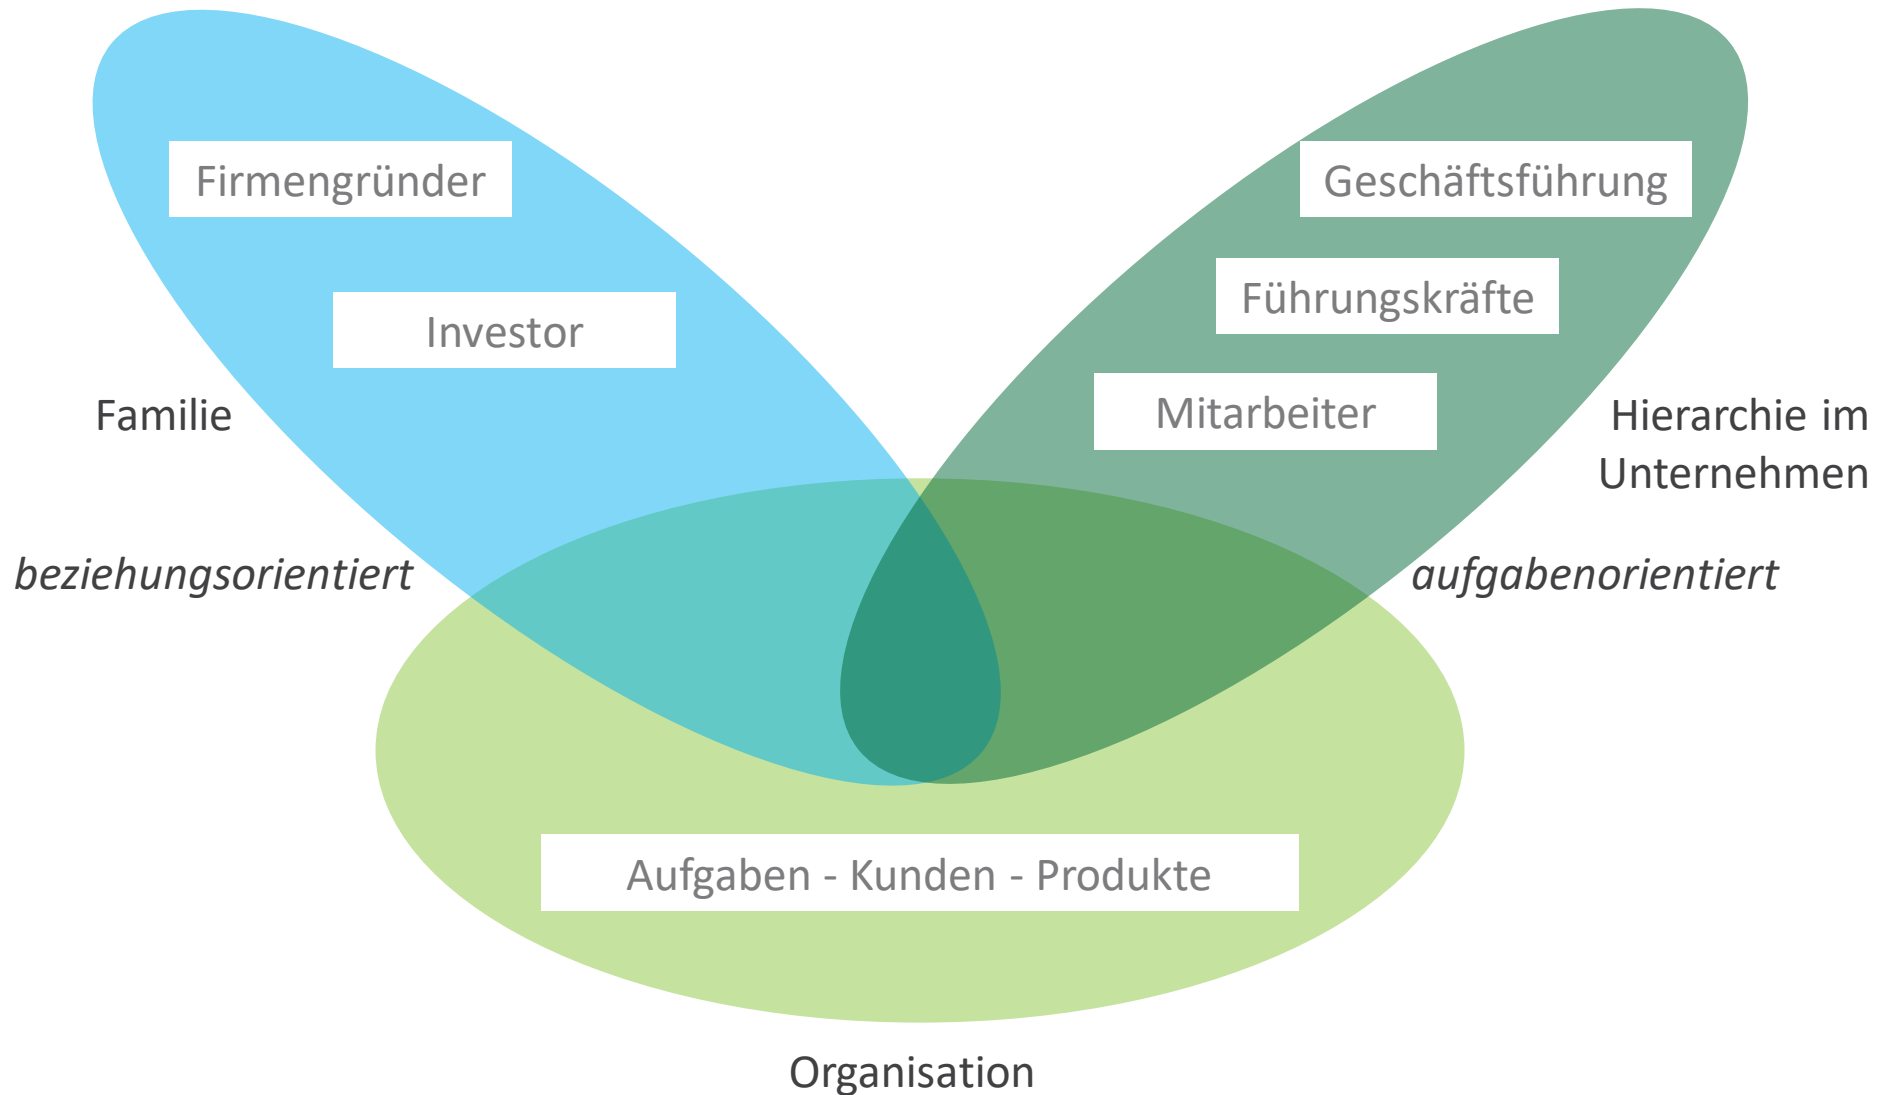 Firmengründer
Geschäftsführung
Führungskräfte
Investor
Mitarbeiter
Familie
Hierarchie im
Unternehmen
beziehungsorientiert
aufgabenorientiert
Aufgaben - Kunden - Produkte
Organisation